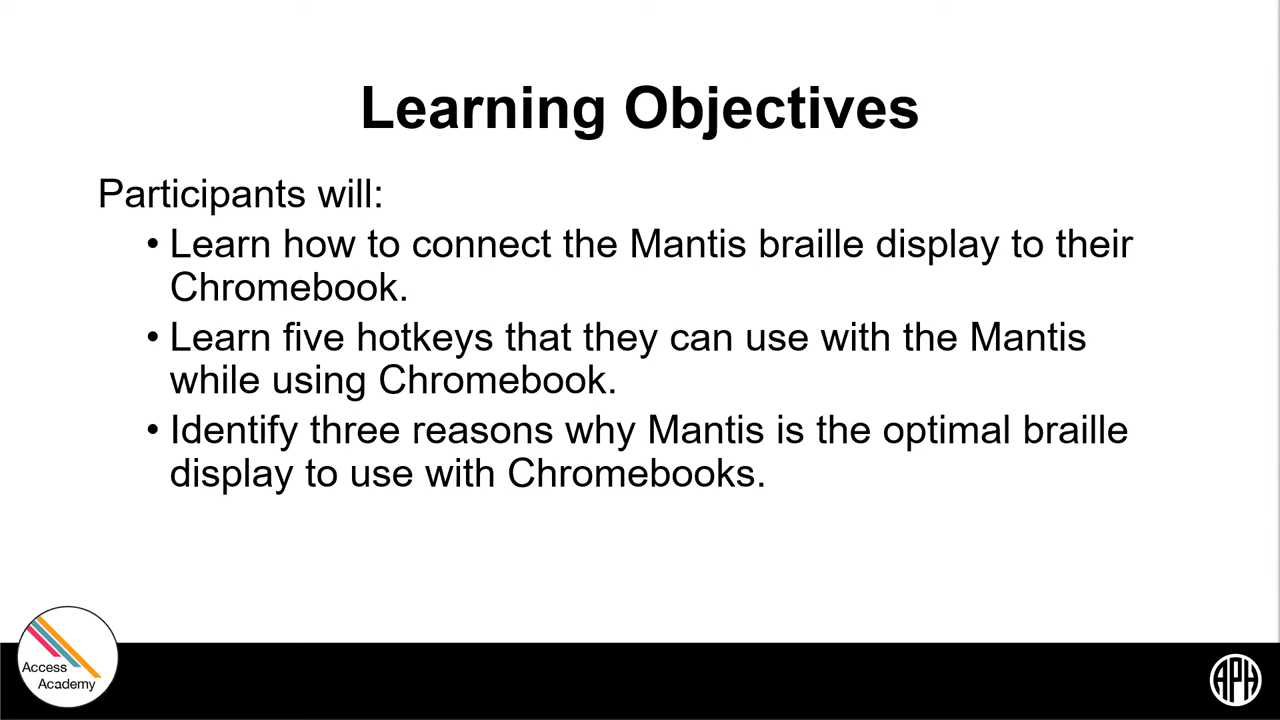 Learning Objectives
Participants will:
• Learn how to connect the Mantis braille display to their
Chromebook.
• Learn five hotkeys that they can use with the Mantis
while using Chromebook.
• Identify three reasons why Mantis is the optimal braille
display to use with Chromebooks.
Access
Academy
APH